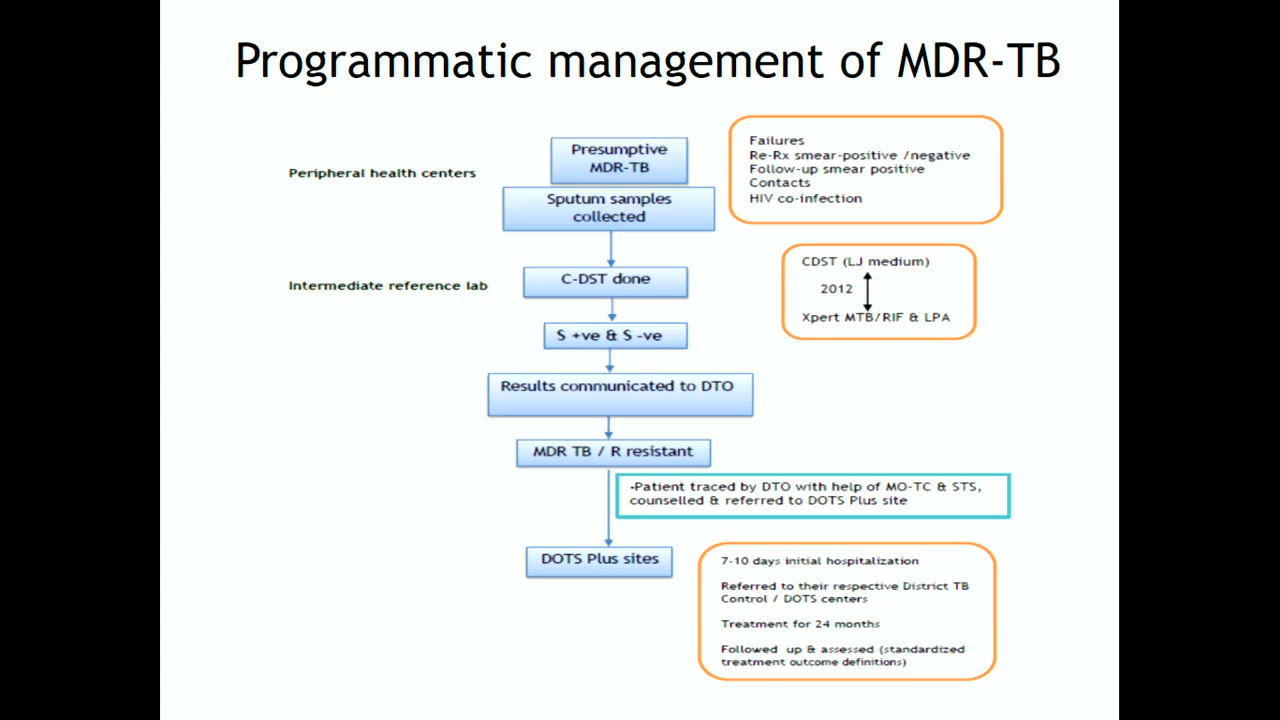 Programmatic management of MDR-TB
Peripheral health centers
Presumptive
MDR-TB
Sputum samples
collected
Failures
Re-Rx smear-positive /negative
Follow-up smear positive
Contacts
HIV co-infection
Intermediate reference lab
C-DST done
CDST (LJ medium)
2012
Xpert MTB/RIF & LPA
S +ve & S -ve
Results communicated to DTO
MDR TB / R resistant
•Patient traced by DTO with help of MO-TC & STS,
counselled & referred to DOTS Plus site
DOTS Plus sites
7-10 days initial hospitalization
Referred to their respective District TB
Control / DOTS centers
Treatment for 24 months
Followed up & assessed (standardized
treatment outcome definitions)